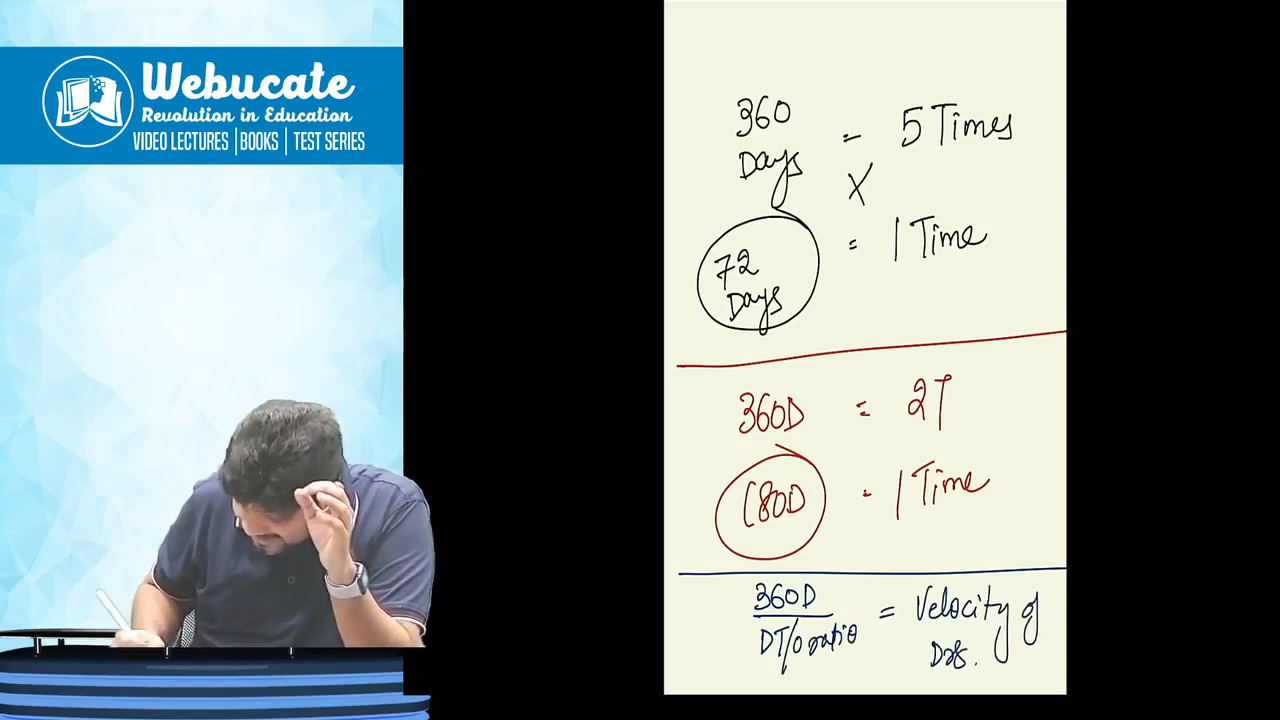 Webucate
Revolution in Education
VIDEO LECTURES | BOOKS | TEST SERIES
360 Days = 5 Times
X
72 Days = 1 Time
360D = 2T
180D = 1 Time
360D
DT/O ratio = Velocity of